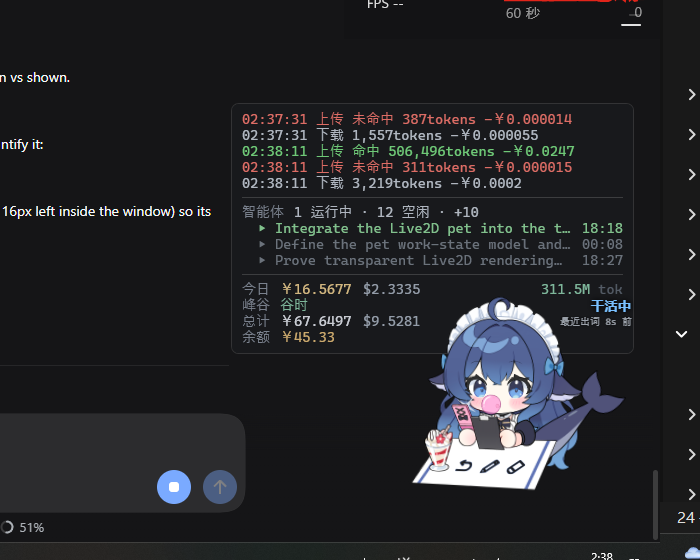 FPS --
60 秒
0
n vs shown.
ntify it:
16px left inside the window) so its
02:37:31 上传 未命中 387tokens -¥0.000014
02:37:31 下载 1,557tokens -¥0.000055
02:38:11 上传 命中 506,496tokens -¥0.0247
02:38:11 上传 未命中 311tokens -¥0.000015
02:38:11 下载 3,219tokens -¥0.0002
智能体 1 运行中 · 12 空闲 · +10
▸ Integrate the Live2D pet into the t… 18:18
▸ Define the pet work-state model and… 00:08
▸ Prove transparent Live2D rendering… 18:27
今日 ¥16.5677 $2.3335 311.5M tok
峰谷 谷时
干活中
总计 ¥67.6497 $9.5281
最近出词 8s 前
余额 ¥45.33
51%
24
2:38